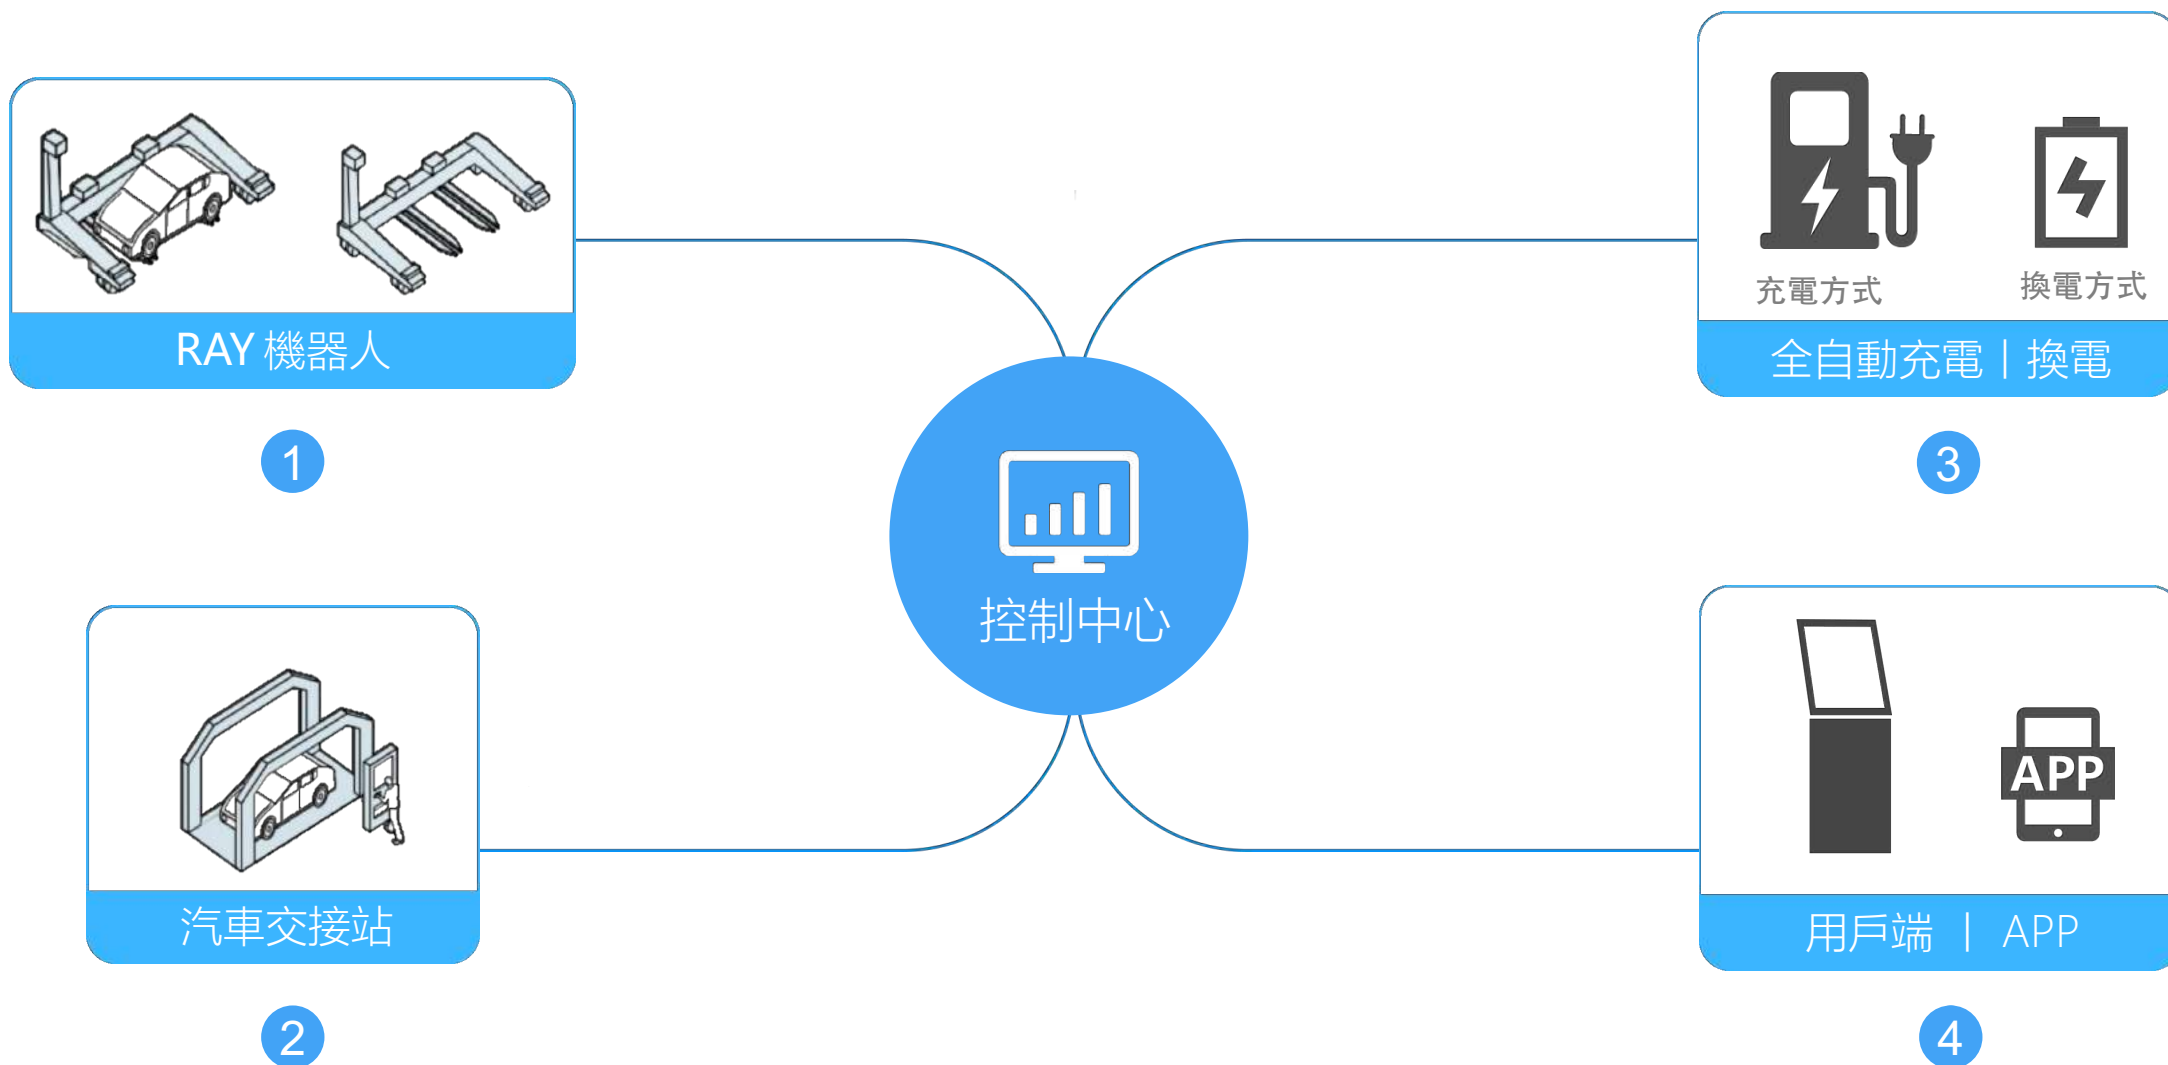 RAY 機器人
1
汽車交接站
2
控制中心
充電方式
換電方式
全自動充電 | 換電
3
APP
用戶端 | APP
4